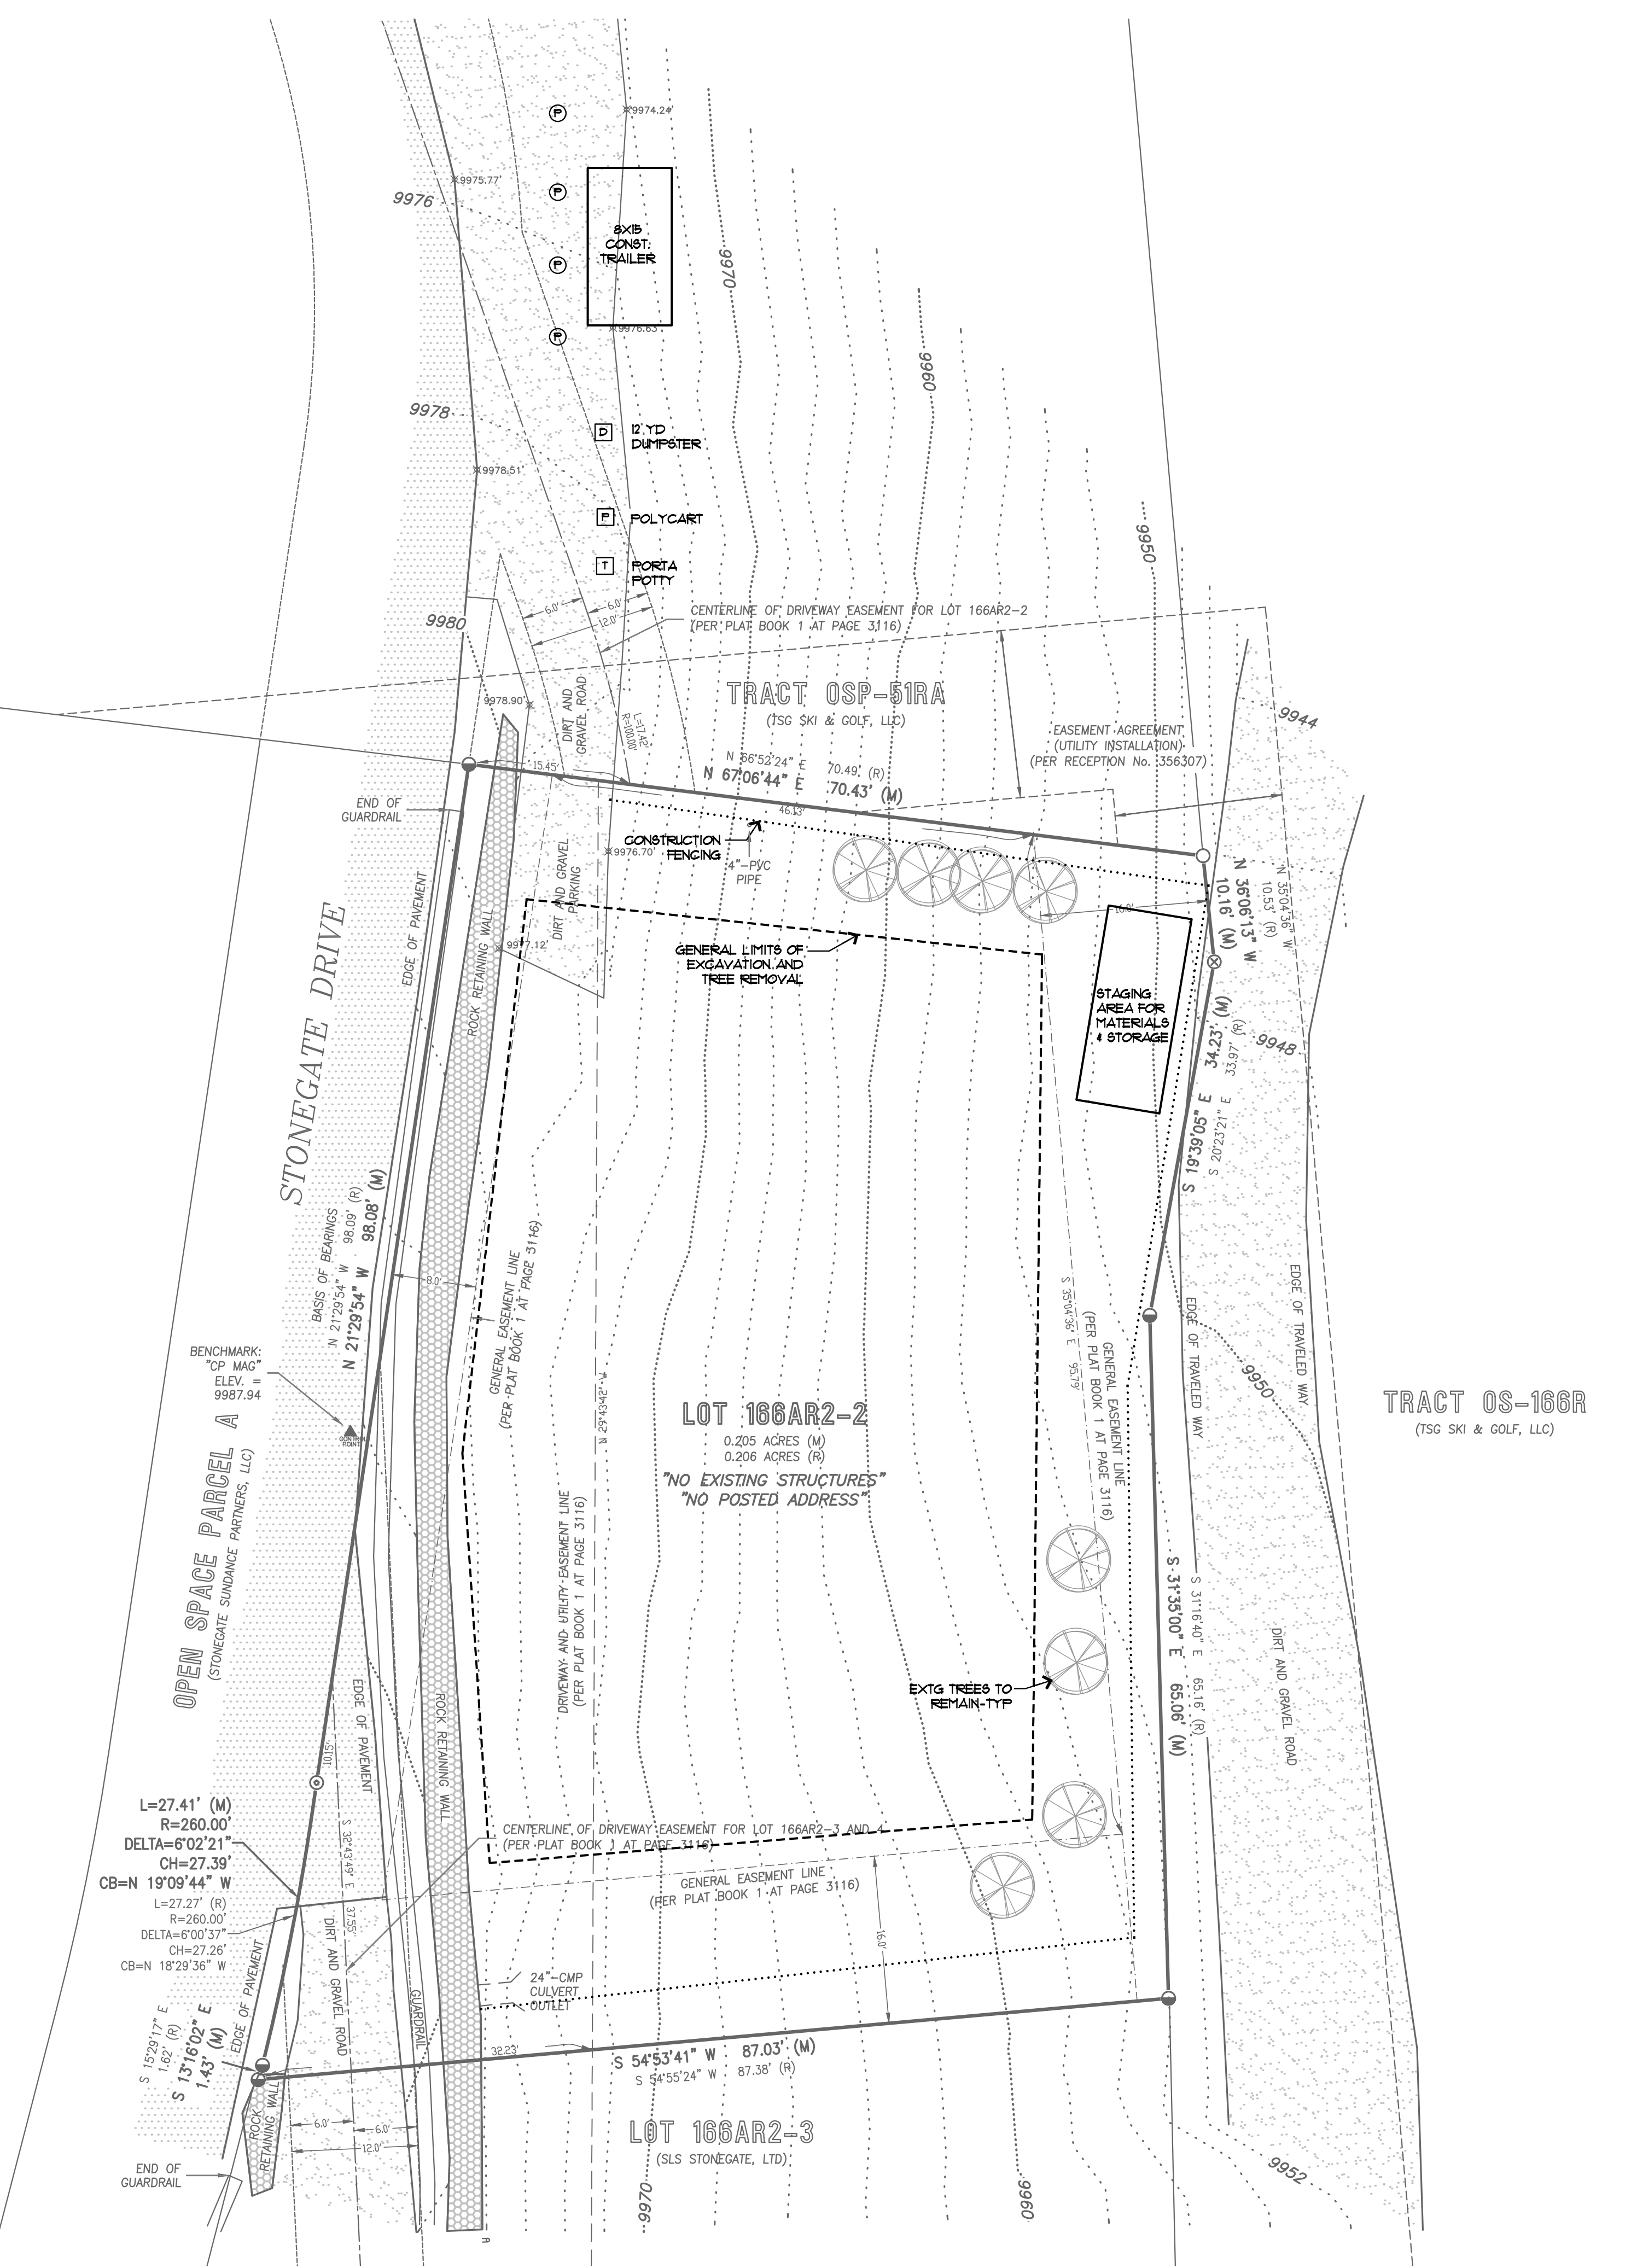 9974.24'
P
9975.77'
9976
P
8X15
CONST.
TRAILER
P
9970
9976.63'
P
9960
9978
D
12 YD
DUMPSTER
9978.51'
P
POLYCART
9950
T
PORTA
POTTY
6.0'
6.0'
12.0'
CENTERLINE OF DRIVEWAY EASEMENT FOR LOT 166AR2-2
(PER PLAT BOOK 1 AT PAGE 3116)
9980
TRACT OSP-51RA
(TSG SKI & GOLF, LLC)
9978.90'
DIRT AND
GRAVEL ROAD
L=17.42'
R=100.00'
9944
EASEMENT AGREEMENT
(UTILITY INSTALLATION)
(PER RECEPTION No. 356307)
15.45'
N 66°52'24" E 70.49' (R)
N 67°06'44" E 70.43' (M)
46.13'
END OF
GUARDRAIL
CONSTRUCTION
FENCING
4"-PVC
PIPE
9976.70'
DIRT AND GRAVEL
PARKING
EDGE OF PAVEMENT
ROCK RETAINING WALL
9977.12'
16.0'
N 36°06'13" W
10.16' (M)
N 35°04'36" W
10.53' (R)
GENERAL LIMITS OF
EXCAVATION AND
TREE REMOVAL
STAGING
AREA FOR
MATERIALS
& STORAGE
9948
S 19°39'05" E 34.23' (M)
S 20°23'21" E 33.97' (R)
STONEGATE DRIVE
BASIS OF BEARINGS
N 21°29'54" W 98.09' (R)
N 21°29'54" W 98.08' (M)
8.0'
GENERAL EASEMENT LINE
(PER PLAT BOOK 1 AT PAGE 3116)
S 35°04'36" E 95.79'
GENERAL EASEMENT LINE
(PER PLAT BOOK 1 AT PAGE 3116)
EDGE OF TRAVELED WAY
EDGE OF TRAVELED WAY
9950
BENCHMARK:
"CP MAG"
ELEV. =
9987.94
CONTROL
POINT
N 29°43'42" W
LOT 166AR2-2
0.205 ACRES (M)
0.206 ACRES (R)
"NO EXISTING STRUCTURES"
"NO POSTED ADDRESS"
TRACT OS-166R
(TSG SKI & GOLF, LLC)
OPEN SPACE PARCEL A
(STONEGATE SUNDANCE PARTNERS, LLC)
DRIVEWAY AND UTILITY EASEMENT LINE
(PER PLAT BOOK 1 AT PAGE 3116)
S 31°35'00" E 65.06' (M)
S 31°16'40" E 65.16' (R)
DIRT AND GRAVEL ROAD
EXTG TREES TO
REMAIN-TYP
EDGE OF PAVEMENT
ROCK RETAINING WALL
10.15'
L=27.41' (M)
R=260.00'
DELTA=6°02'21"
CH=27.39'
CB=N 19°09'44" W
L=27.27' (R)
R=260.00'
DELTA=6°00'37"
CH=27.26'
CB=N 18°29'36" W
S 32°43'49" E 37.55'
CENTERLINE OF DRIVEWAY EASEMENT FOR LOT 166AR2-3 AND 4
(PER PLAT BOOK 1 AT PAGE 3116)
GENERAL EASEMENT LINE
(PER PLAT BOOK 1 AT PAGE 3116)
16.0'
DIRT AND GRAVEL ROAD
EDGE OF PAVEMENT
GUARDRAIL
24"-CMP
CULVERT
OUTLET
S 15°29'17" E
1.62' (R)
S 13°16'02" E
1.43' (M)
32.23'
S 54°53'41" W 87.03' (M)
S 54°55'24" W 87.38' (R)
ROCK
RETAINING WALL
6.0'
6.0'
12.0'
LOT 166AR2-3
(SLS STONEGATE, LTD)
END OF
GUARDRAIL
9970
9960
9952